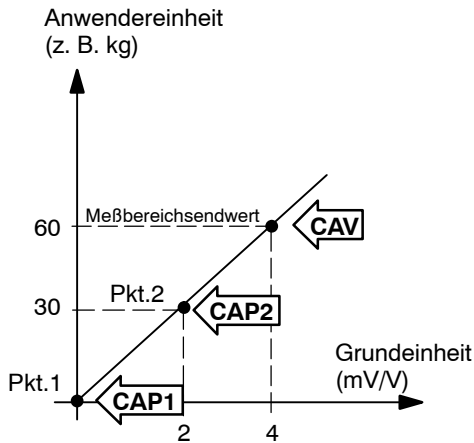 Anwendereinheit
(z. B. kg)
60
Meßbereichsendwert
CAV
30
Pkt.2
CAP2
Grundeinheit
(mV/V)
Pkt.1
CAP1
2
4